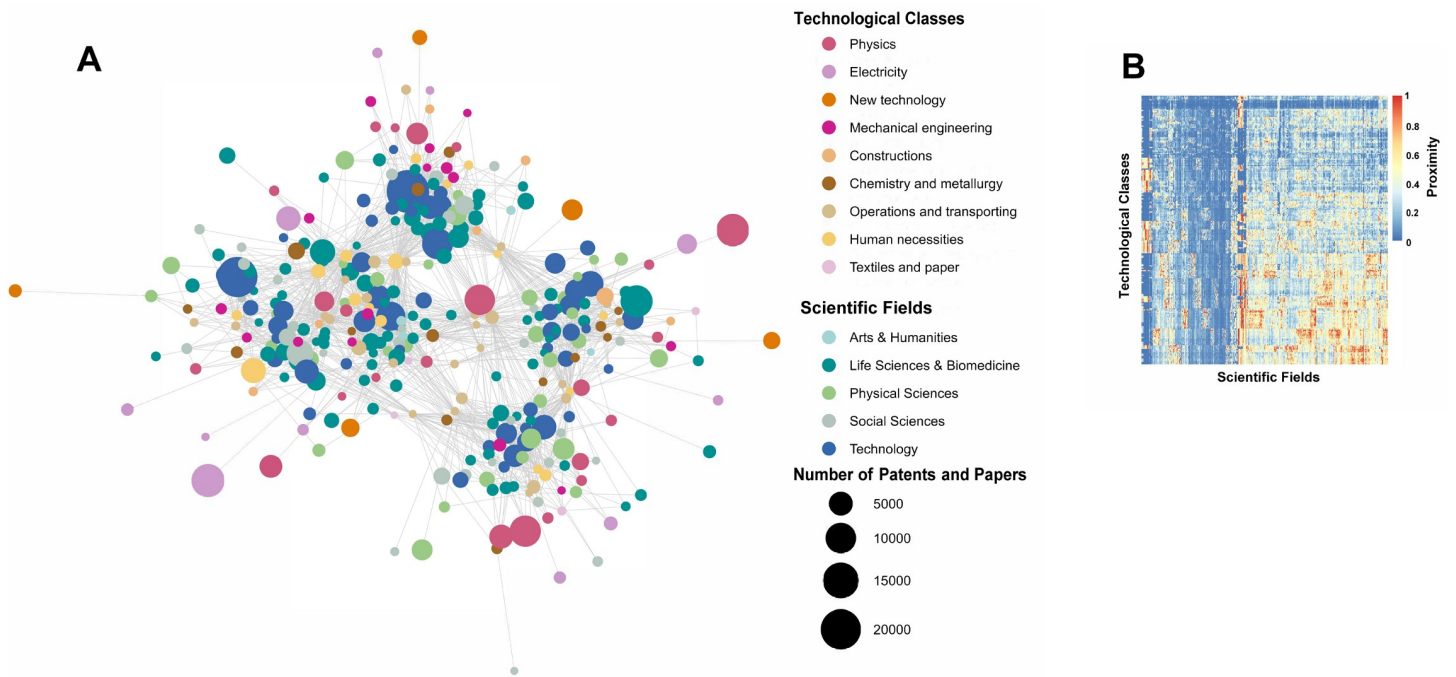 A
Technological Classes
Physics
Electricity
New technology
Mechanical engineering
Constructions
Chemistry and metallurgy
Operations and transporting
Human necessities
Textiles and paper
Scientific Fields
Arts & Humanities
Life Sciences & Biomedicine
Physical Sciences
Social Sciences
Technology
Number of Patents and Papers
5000
10000
15000
20000
B
Technological Classes
Scientific Fields
1
0.8
0.6
0.4
0.2
0
Proximity